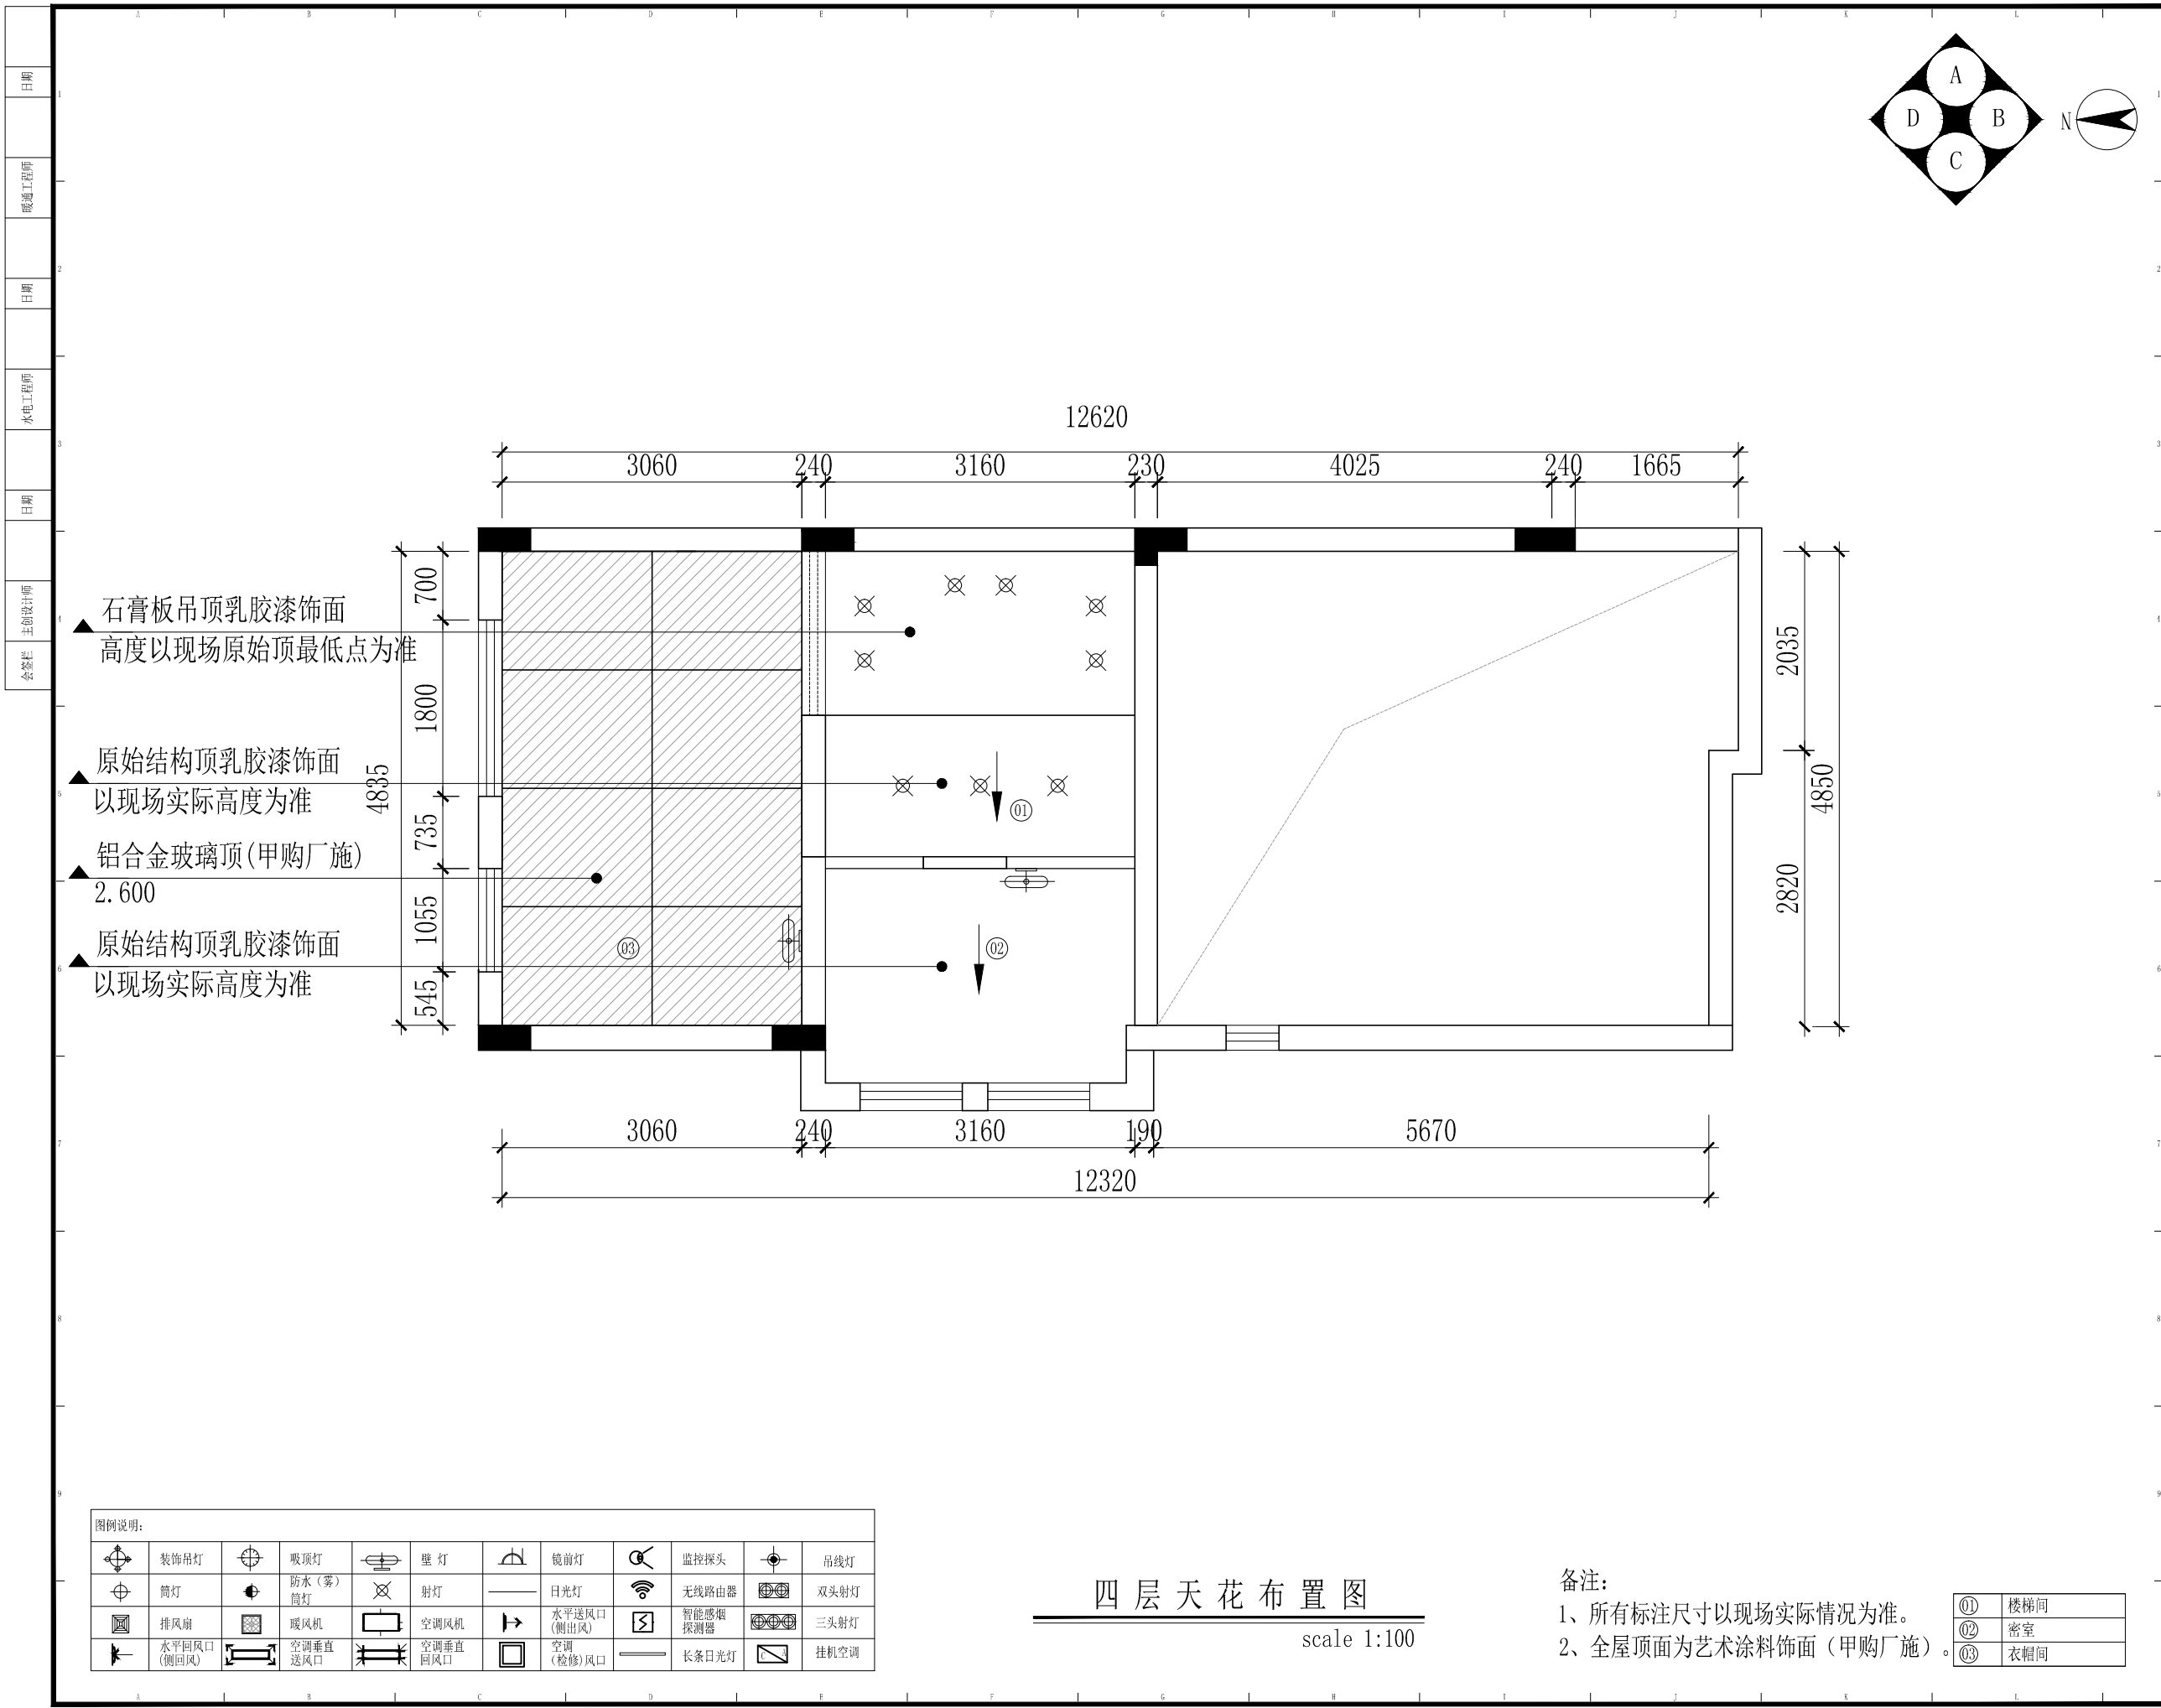 A
D
B
C
N
日期
暖通工程师
日期
水电工程师
日期
主创设计师
会签栏
12620
3060 240 3160 230 4025 240 1665
石膏板吊顶乳胶漆饰面
高度以现场原始顶最低点为准
原始结构顶乳胶漆饰面
以现场实际高度为准
铝合金玻璃顶(甲购厂施)
2.600
原始结构顶乳胶漆饰面
以现场实际高度为准
4835
700
1800
735
1055
545
01
02
03
2035
2820
4850
3060 240 3160 190 5670
12320
图例说明:
装饰吊灯 吸顶灯 壁 灯 镜前灯 监控探头 吊线灯
筒灯 防水（雾）筒灯 射灯 日光灯 无线路由器 双头射灯
排风扇 暖风机 空调风机 水平送风口(侧出风) 智能感烟探测器 三头射灯
水平回风口(侧回风) 空调垂直送风口 空调垂直回风口 空调(检修)风口 长条日光灯 挂机空调
四层天花布置图
scale 1:100
备注:
1、所有标注尺寸以现场实际情况为准。
2、全屋顶面为艺术涂料饰面（甲购厂施）。
01 楼梯间
02 密室
03 衣帽间